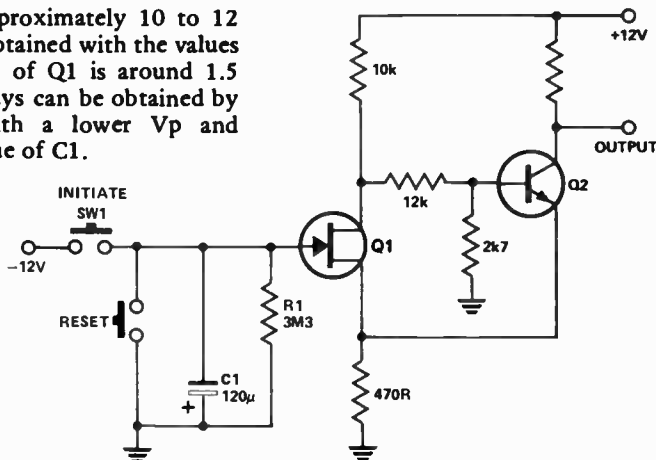 proximately 10 to 12
btained with the values
of Q1 is around 1.5
ys can be obtained by
th a lower Vp and
ue of C1.
+12V
10k
OUTPUT
Q2
12k
INITIATE
SW1
Q1
2k7
−12V
R1
3M3
RESET
C1
120µ
+
470R